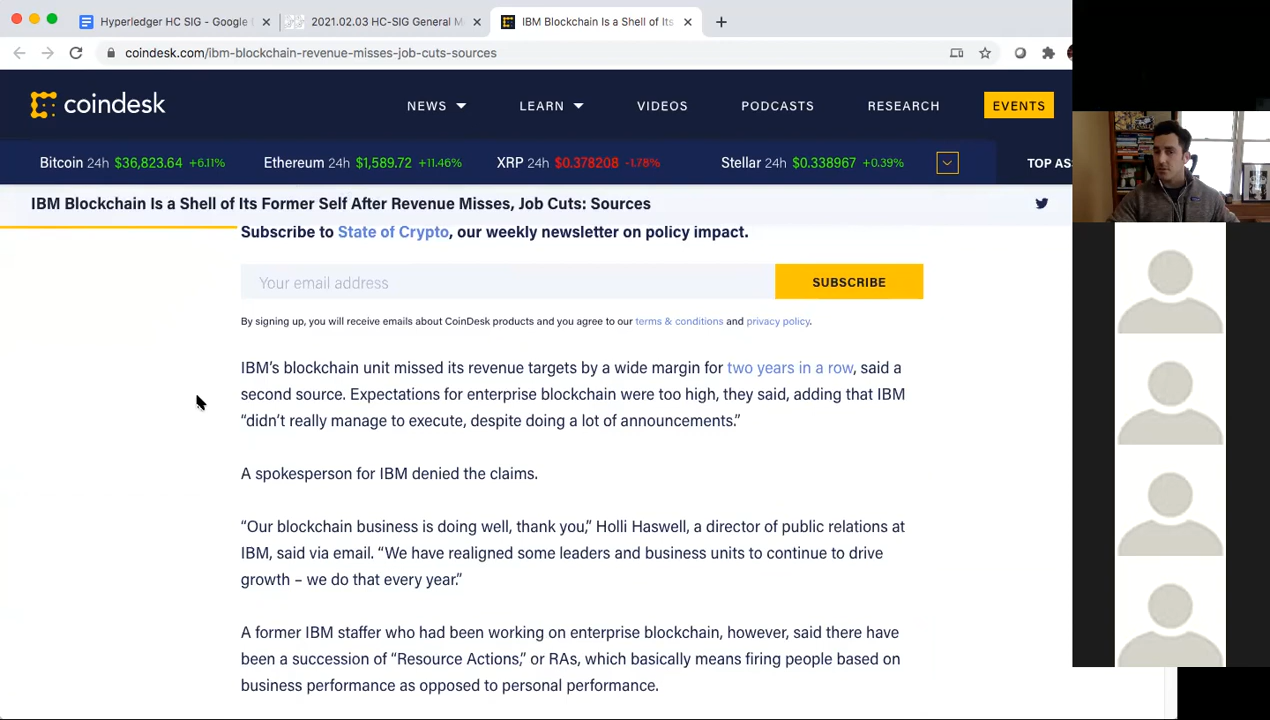 Hyperledger HC SIG - Google
2021.02.03 HC-SIG General M
IBM Blockchain Is a Shell of Its
coindesk.com/ibm-blockchain-revenue-misses-job-cuts-sources
coindesk
NEWS
LEARN
VIDEOS
PODCASTS
RESEARCH
EVENTS
Bitcoin 24h $36,823.64 +6.11%
Ethereum 24h $1,589.72 +11.46%
XRP 24h $0.378208 -1.78%
Stellar 24h $0.338967 +0.39%
TOP AS
IBM Blockchain Is a Shell of Its Former Self After Revenue Misses, Job Cuts: Sources
Subscribe to State of Crypto, our weekly newsletter on policy impact.
Your email address
SUBSCRIBE
By signing up, you will receive emails about CoinDesk products and you agree to our terms & conditions and privacy policy.
IBM’s blockchain unit missed its revenue targets by a wide margin for two years in a row, said a
second source. Expectations for enterprise blockchain were too high, they said, adding that IBM
“didn’t really manage to execute, despite doing a lot of announcements.”
A spokesperson for IBM denied the claims.
“Our blockchain business is doing well, thank you,” Holli Haswell, a director of public relations at
IBM, said via email. “We have realigned some leaders and business units to continue to drive
growth – we do that every year.”
A former IBM staffer who had been working on enterprise blockchain, however, said there have
been a succession of “Resource Actions,” or RAs, which basically means firing people based on
business performance as opposed to personal performance.